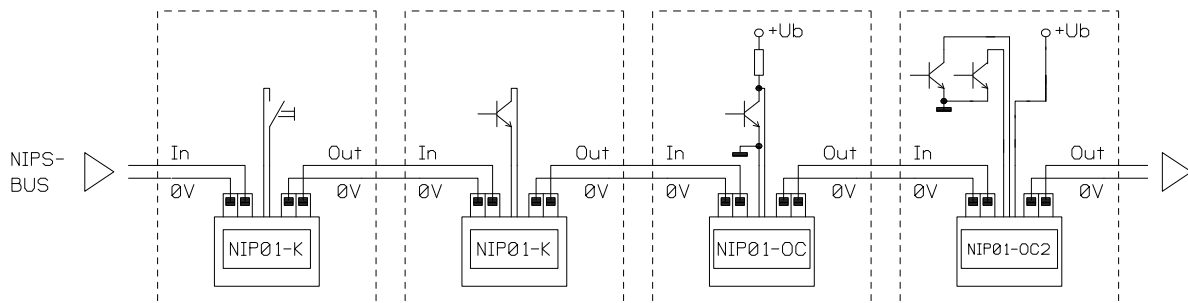 +Ub
+Ub
NIPS-
BUS
In
Out
In
Out
In
Out
In
Out
0V
0V
0V
0V
0V
0V
0V
0V
NIP01-K
NIP01-K
NIP01-OC
NIP01-OC2